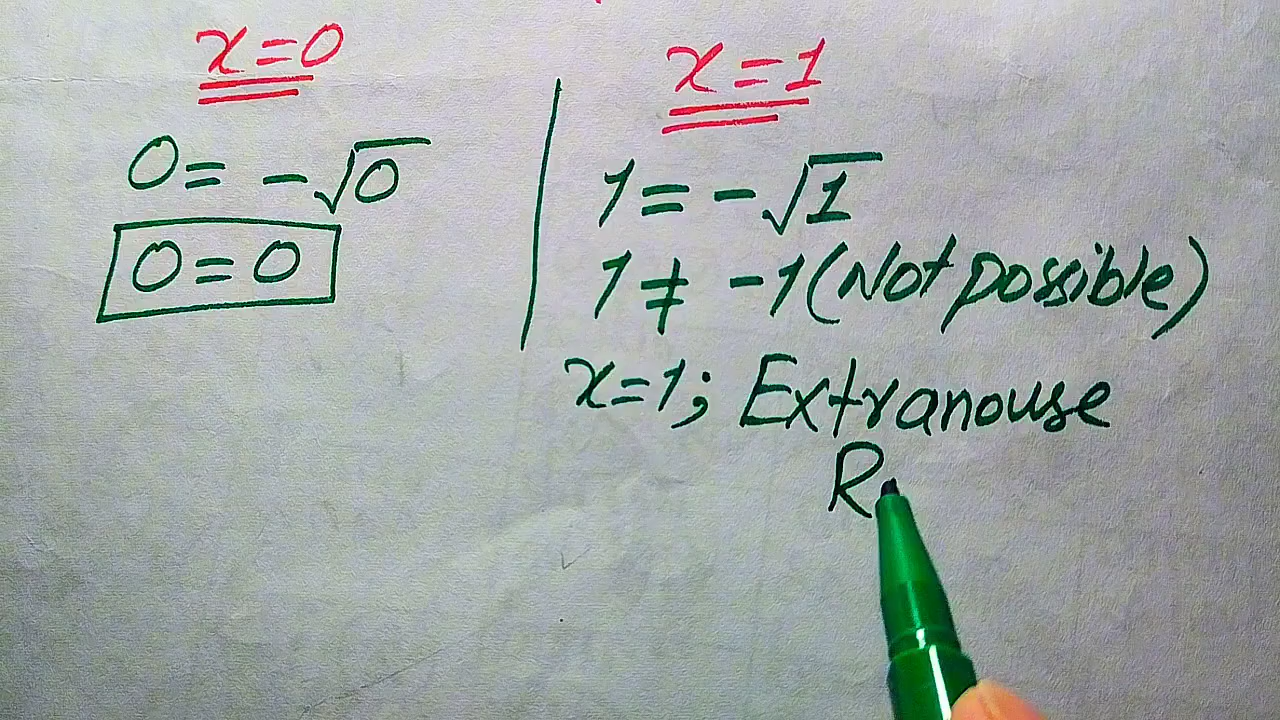 x=0
0= -√0
0=0
x=1
1= -√1
1≠ -1(Not possible)
x=1; Extranouse
R